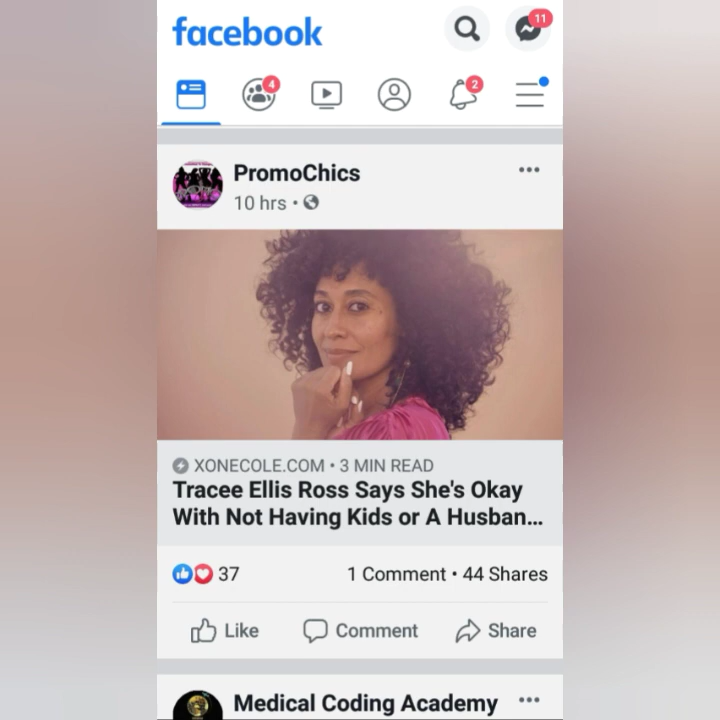 facebook
11
4
2
PromoChics
10 hrs •
XONECOLE.COM • 3 MIN READ
Tracee Ellis Ross Says She's Okay
With Not Having Kids or A Husban...
37
1 Comment • 44 Shares
Like
Comment
Share
Medical Coding Academy